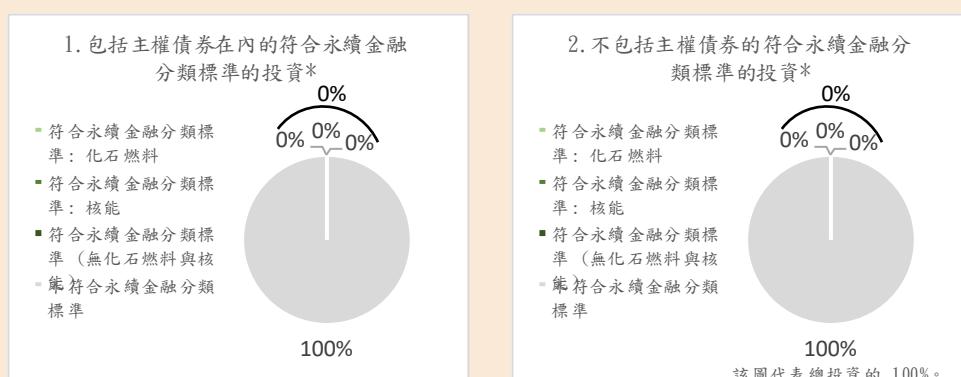 1.包括主權債券在內的符合永續金融
分類標準的投資*
0%
0%
0%
0%
符合永續金融分類標
準: 化石燃料
符合永續金融分類標
準: 核能
符合永續金融分類標
準 (無化石燃料與核
能)
不符合永續金融分類
標準
100%
2.不包括主權債券的符合永續金融分
類標準的投資*
0%
0%
0%
0%
符合永續金融分類標
準: 化石燃料
符合永續金融分類標
準: 核能
符合永續金融分類標
準 (無化石燃料與核
能)
不符合永續金融分類
標準
100%
該圖代表總投資的 100%。